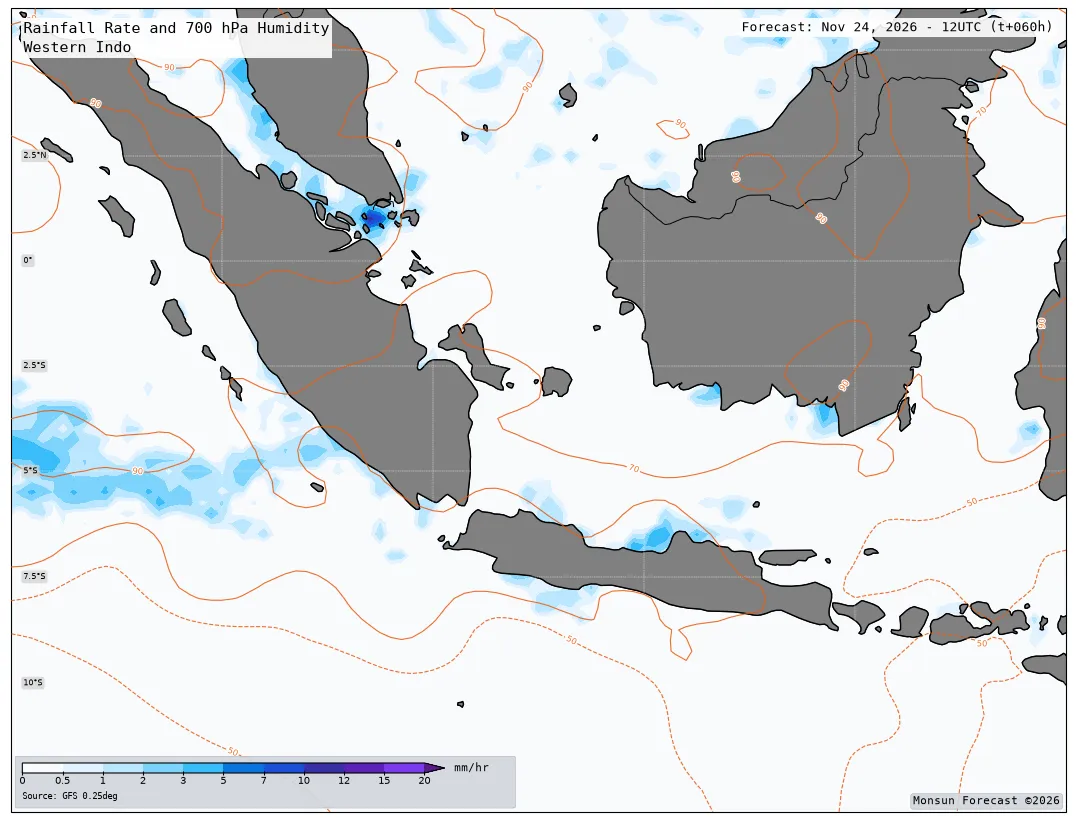 Rainfall Rate and 700 hPa Humidity
Western Indo
Forecast: Nov 24, 2026 - 12UTC (t+060h)
90
90
90
70
90
2.5°N
90
90
0°
90
2.5°S
90
5°S
90
70
50
7.5°S
50
50
10°S
50
0 0.5 1 2 3 5 7 10 12 15 20
mm/hr
Source: GFS 0.25deg
Monsun Forecast ©2026